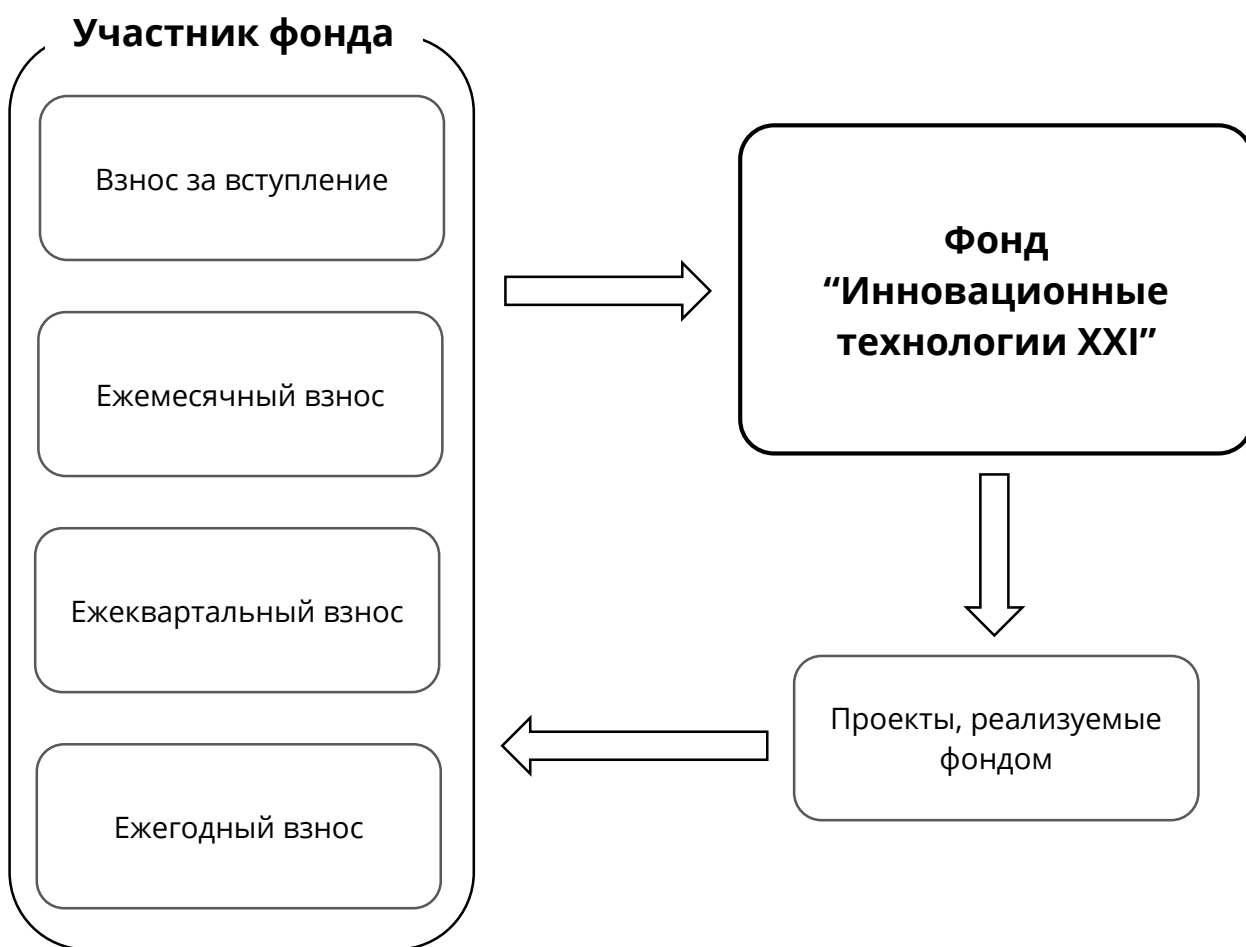 Участник фонда
Взнос за вступление
Ежемесячный взнос
Ежеквартальный взнос
Ежегодный взнос
Фонд
“Инновационные
технологии XXI”
Проекты, реализуемые
фондом